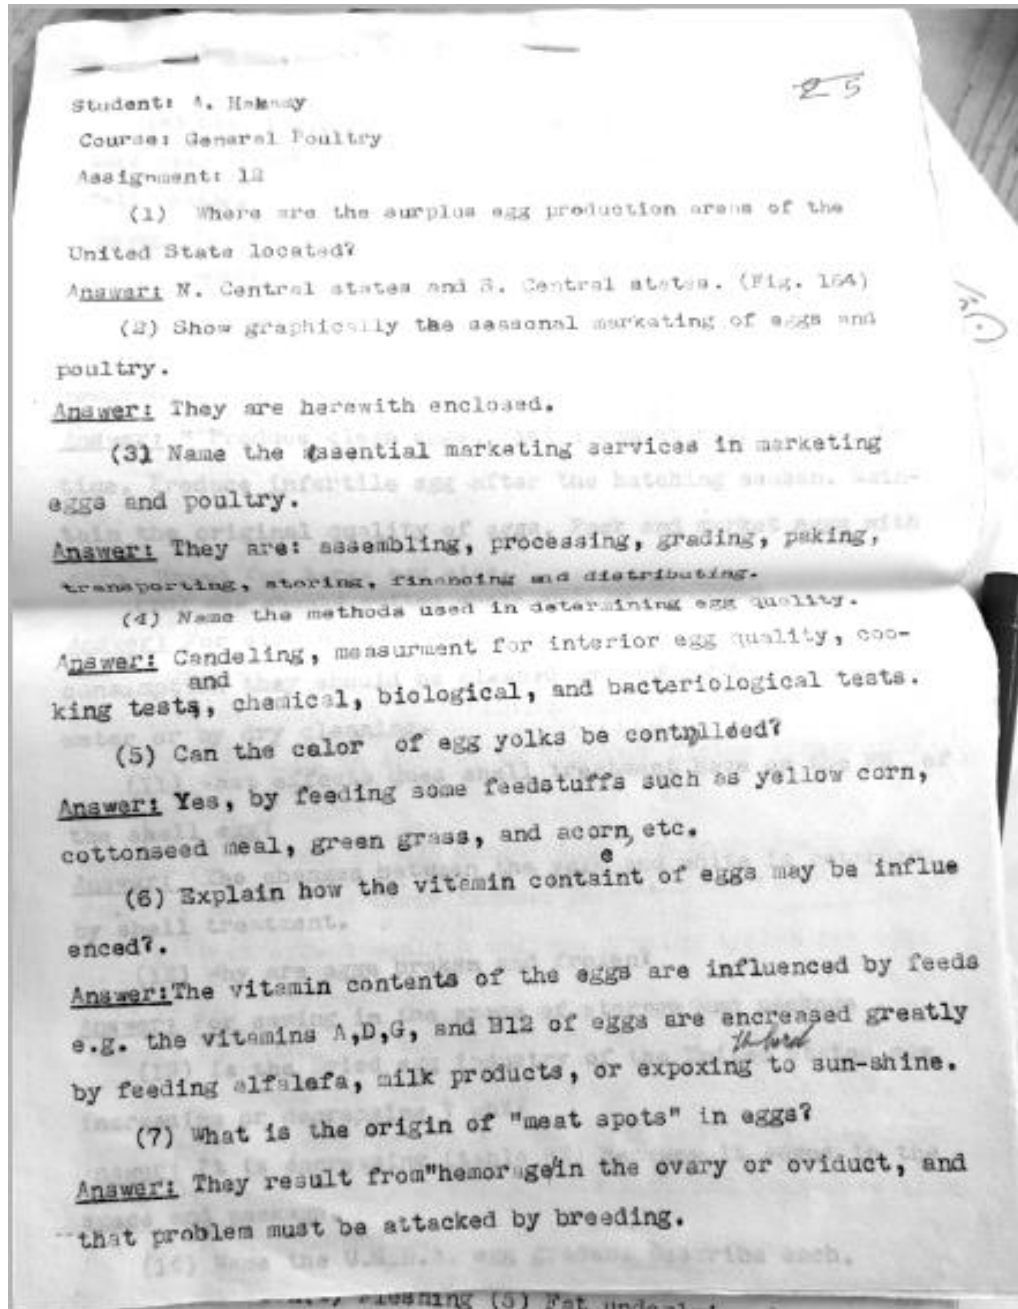 25
Student: A.
Course: General Poultry
Assignment: 12
(1) Where are the surplus egg production areas of the
United State located?
Answer: N. Central states and S. Central states. (Fig. 164)
(2) Show graphically the seasonal marketing of eggs and
poultry.
Answer: They are herewith enclosed.
(3) Name the essential marketing services in marketing
eggs and poultry.
Answer: They are: assembling, processing, grading, paking,
transporting, storing, financing and distributing.
(4) Name the methods used in determining egg quality.
Answer: Candeling, measurment for interior egg quality, coo-
and
king tests, chemical, biological, and bacteriological tests.
(5) Can the calor of egg yolks be controlled?
Answer: Yes, by feeding some feedstuffs such as yellow corn,
cottonseed meal, green grass, and acorn, etc.
e
(6) Explain how the vitamin containt of eggs may be influe
enced?.
Answer: The vitamin contents of the eggs are influenced by feeds
e.g. the vitamins A,D,G, and B12 of eggs are encreased greatly
by feeding alfalefa, milk products, or expoxing to sun-shine.
(7) What is the origin of "meat spots" in eggs?
Answer: They result from "hemorage" in the ovary or oviduct, and
that problem must be attacked by breeding.